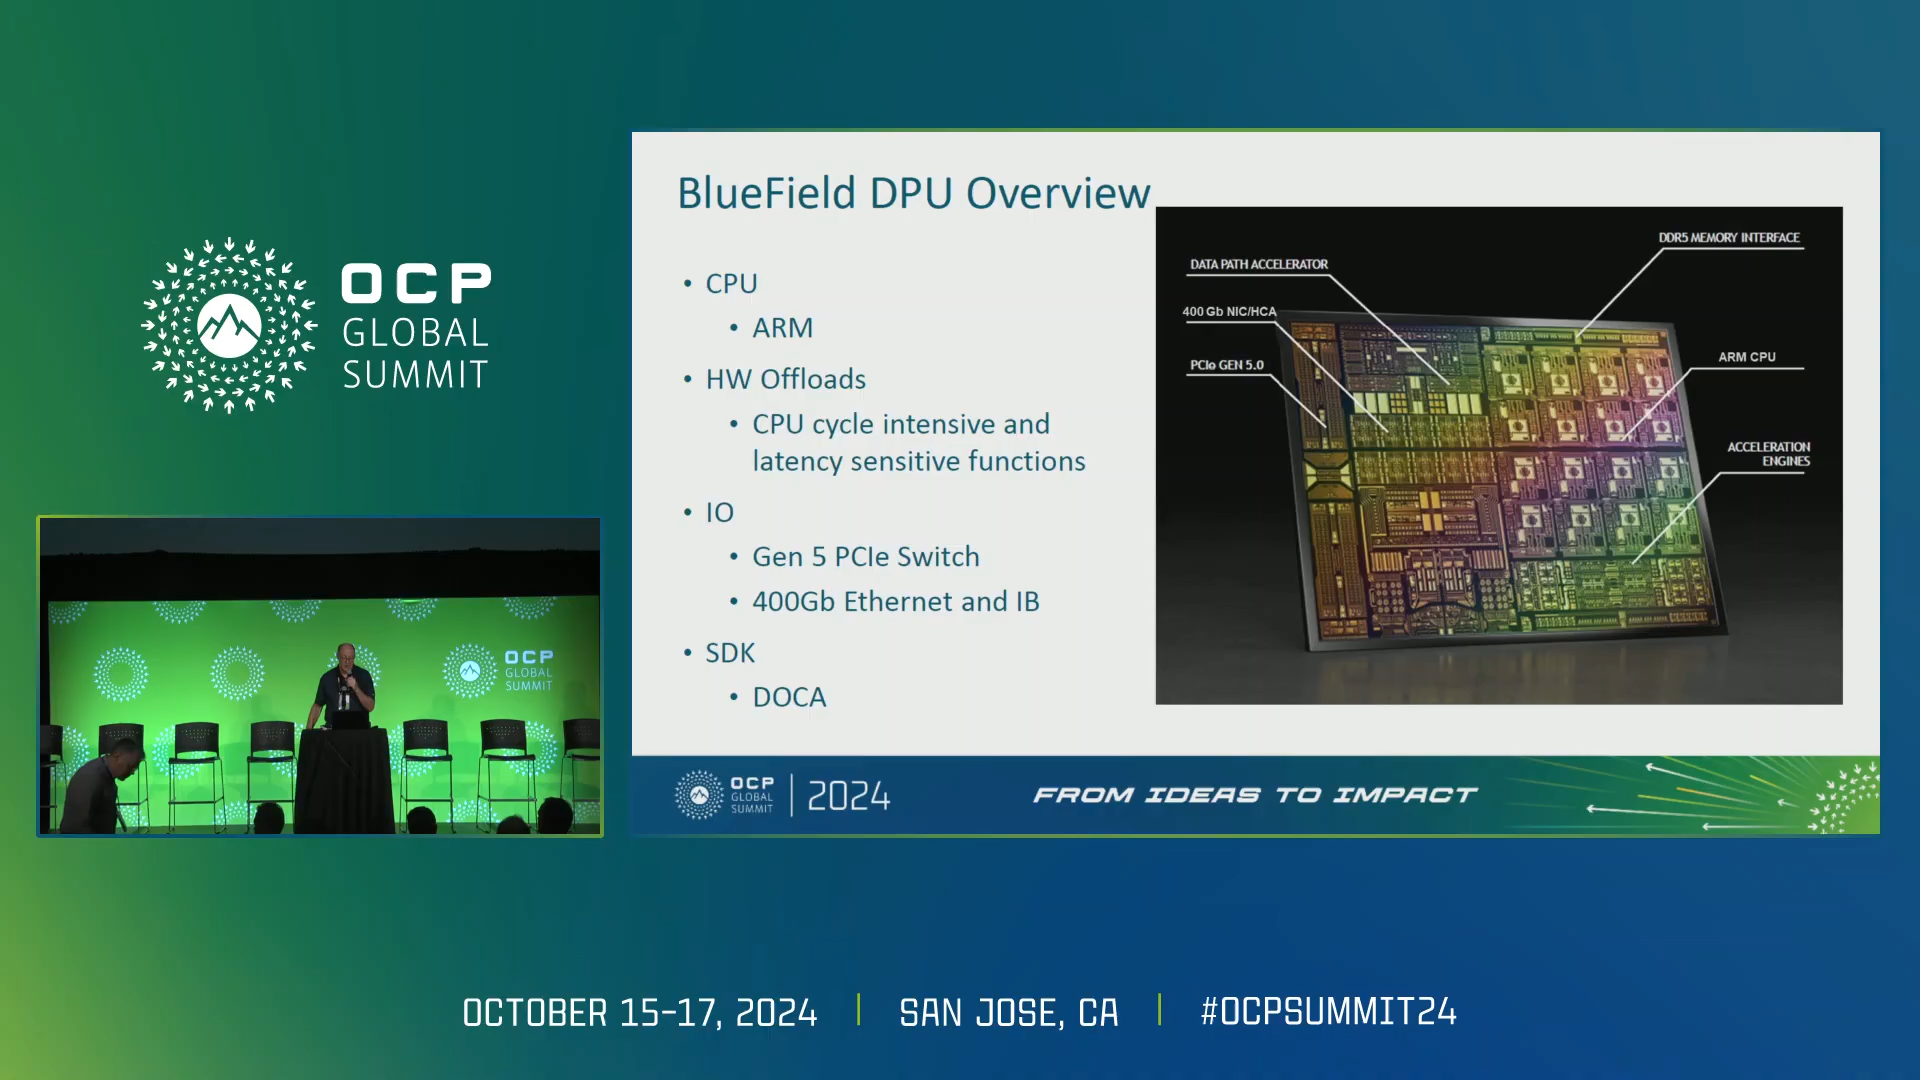 OCP
GLOBAL
SUMMIT
OCP
GLOBAL
SUMMIT
BlueField DPU Overview
• CPU
• ARM
• HW Offloads
• CPU cycle intensive and
latency sensitive functions
• IO
• Gen 5 PCIe Switch
• 400Gb Ethernet and IB
• SDK
• DOCA
DATA PATH ACCELERATOR
400 Gb NIC/HCA
PCIe GEN 5.0
DDR5 MEMORY INTERFACE
ARM CPU
ACCELERATION
ENGINES
OCP
GLOBAL
SUMMIT
2024
FROM IDEAS TO IMPACT
OCTOBER 15-17, 2024 | SAN JOSE, CA | #OCPSUMMIT24